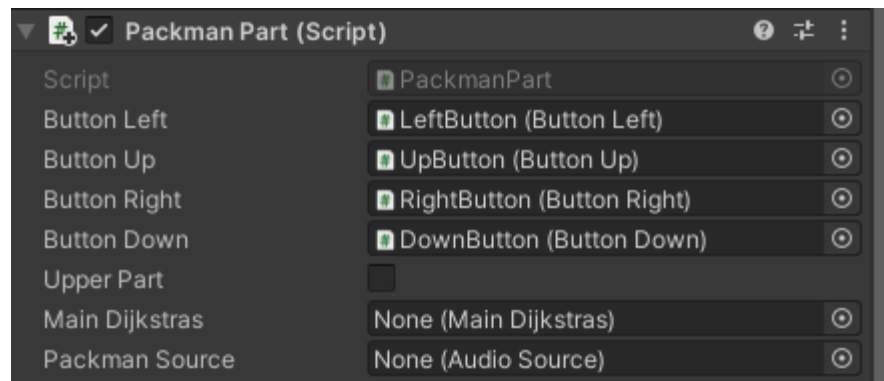 Packman Part (Script)
Script PackmanPart
Button Left LeftButton (Button Left)
Button Up UpButton (Button Up)
Button Right RightButton (Button Right)
Button Down DownButton (Button Down)
Upper Part
Main Dijkstras None (Main Dijkstras)
Packman Source None (Audio Source)